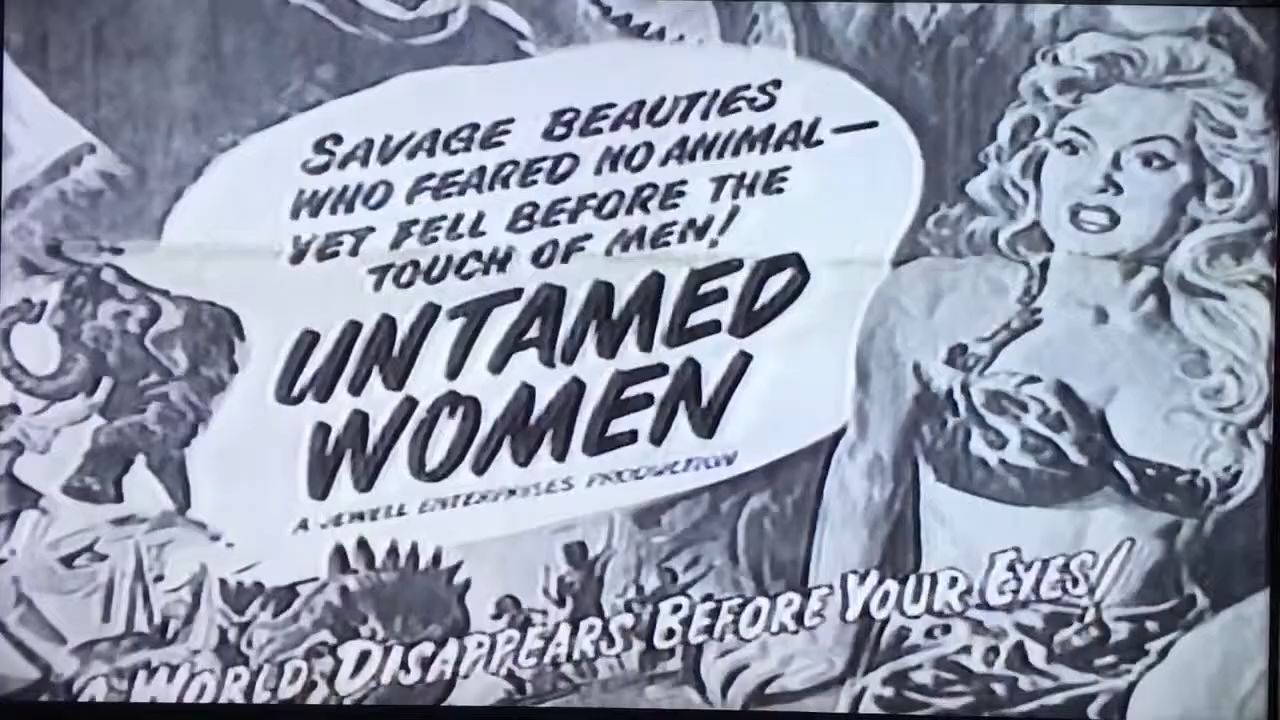 SAVAGE BEAUTIES
WHO FEARED NO ANIMAL—
YET FELL BEFORE THE
TOUCH OF MEN!
UNTAMED
WOMEN
A JEWELL ENTERPRISES PRODUCTION
A WORLD DISAPPEARS BEFORE YOUR EYES!